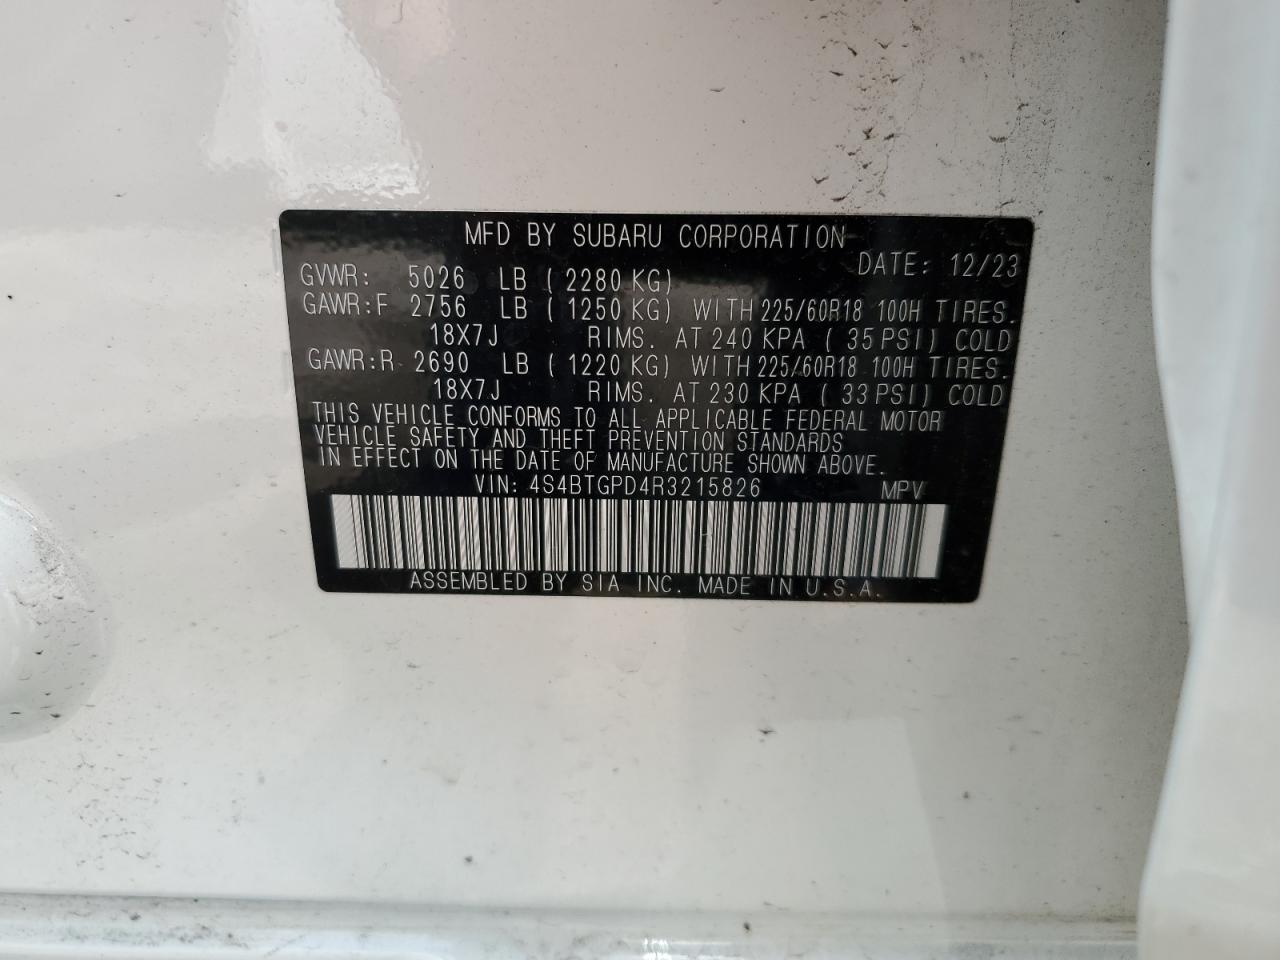 MFD BY SUBARU CORPORATION
DATE: 12/23
GVWR: 5026 LB ( 2280 KG)
GAWR:F 2756 LB ( 1250 KG) WITH 225/60R18 100H TIRES.
18X7J RIMS. AT 240 KPA ( 35 PSI) COLD
GAWR:R 2690 LB ( 1220 KG) WITH 225/60R18 100H TIRES.
18X7J RIMS. AT 230 KPA ( 33 PSI) COLD
THIS VEHICLE CONFORMS TO ALL APPLICABLE FEDERAL MOTOR
VEHICLE SAFETY AND THEFT PREVENTION STANDARDS
IN EFFECT ON THE DATE OF MANUFACTURE SHOWN ABOVE.
VIN: 4S4BTGPD4R3215826 MPV
ASSEMBLED BY SIA INC. MADE IN U.S.A.